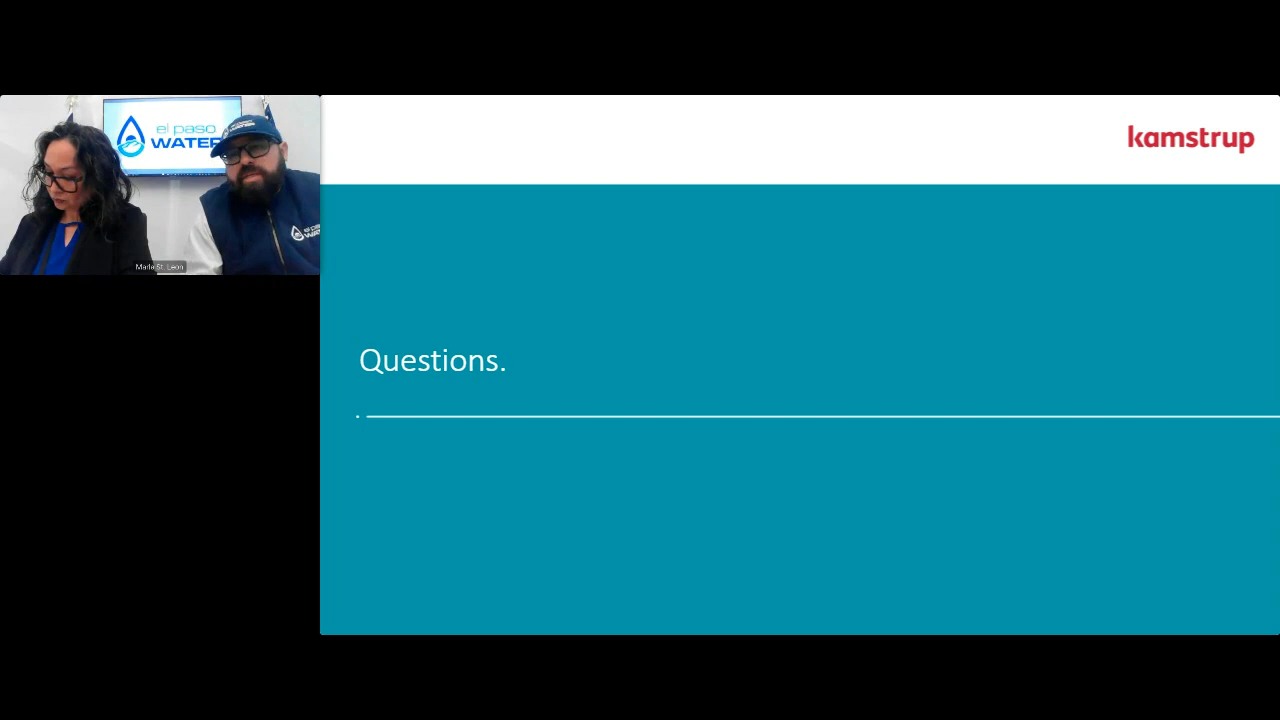 el paso
WATER
Marla St. Leon
kamstrup
Questions.